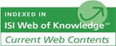 INDEXED IN
ISI Web of Knowledge℠
Current Web Contents